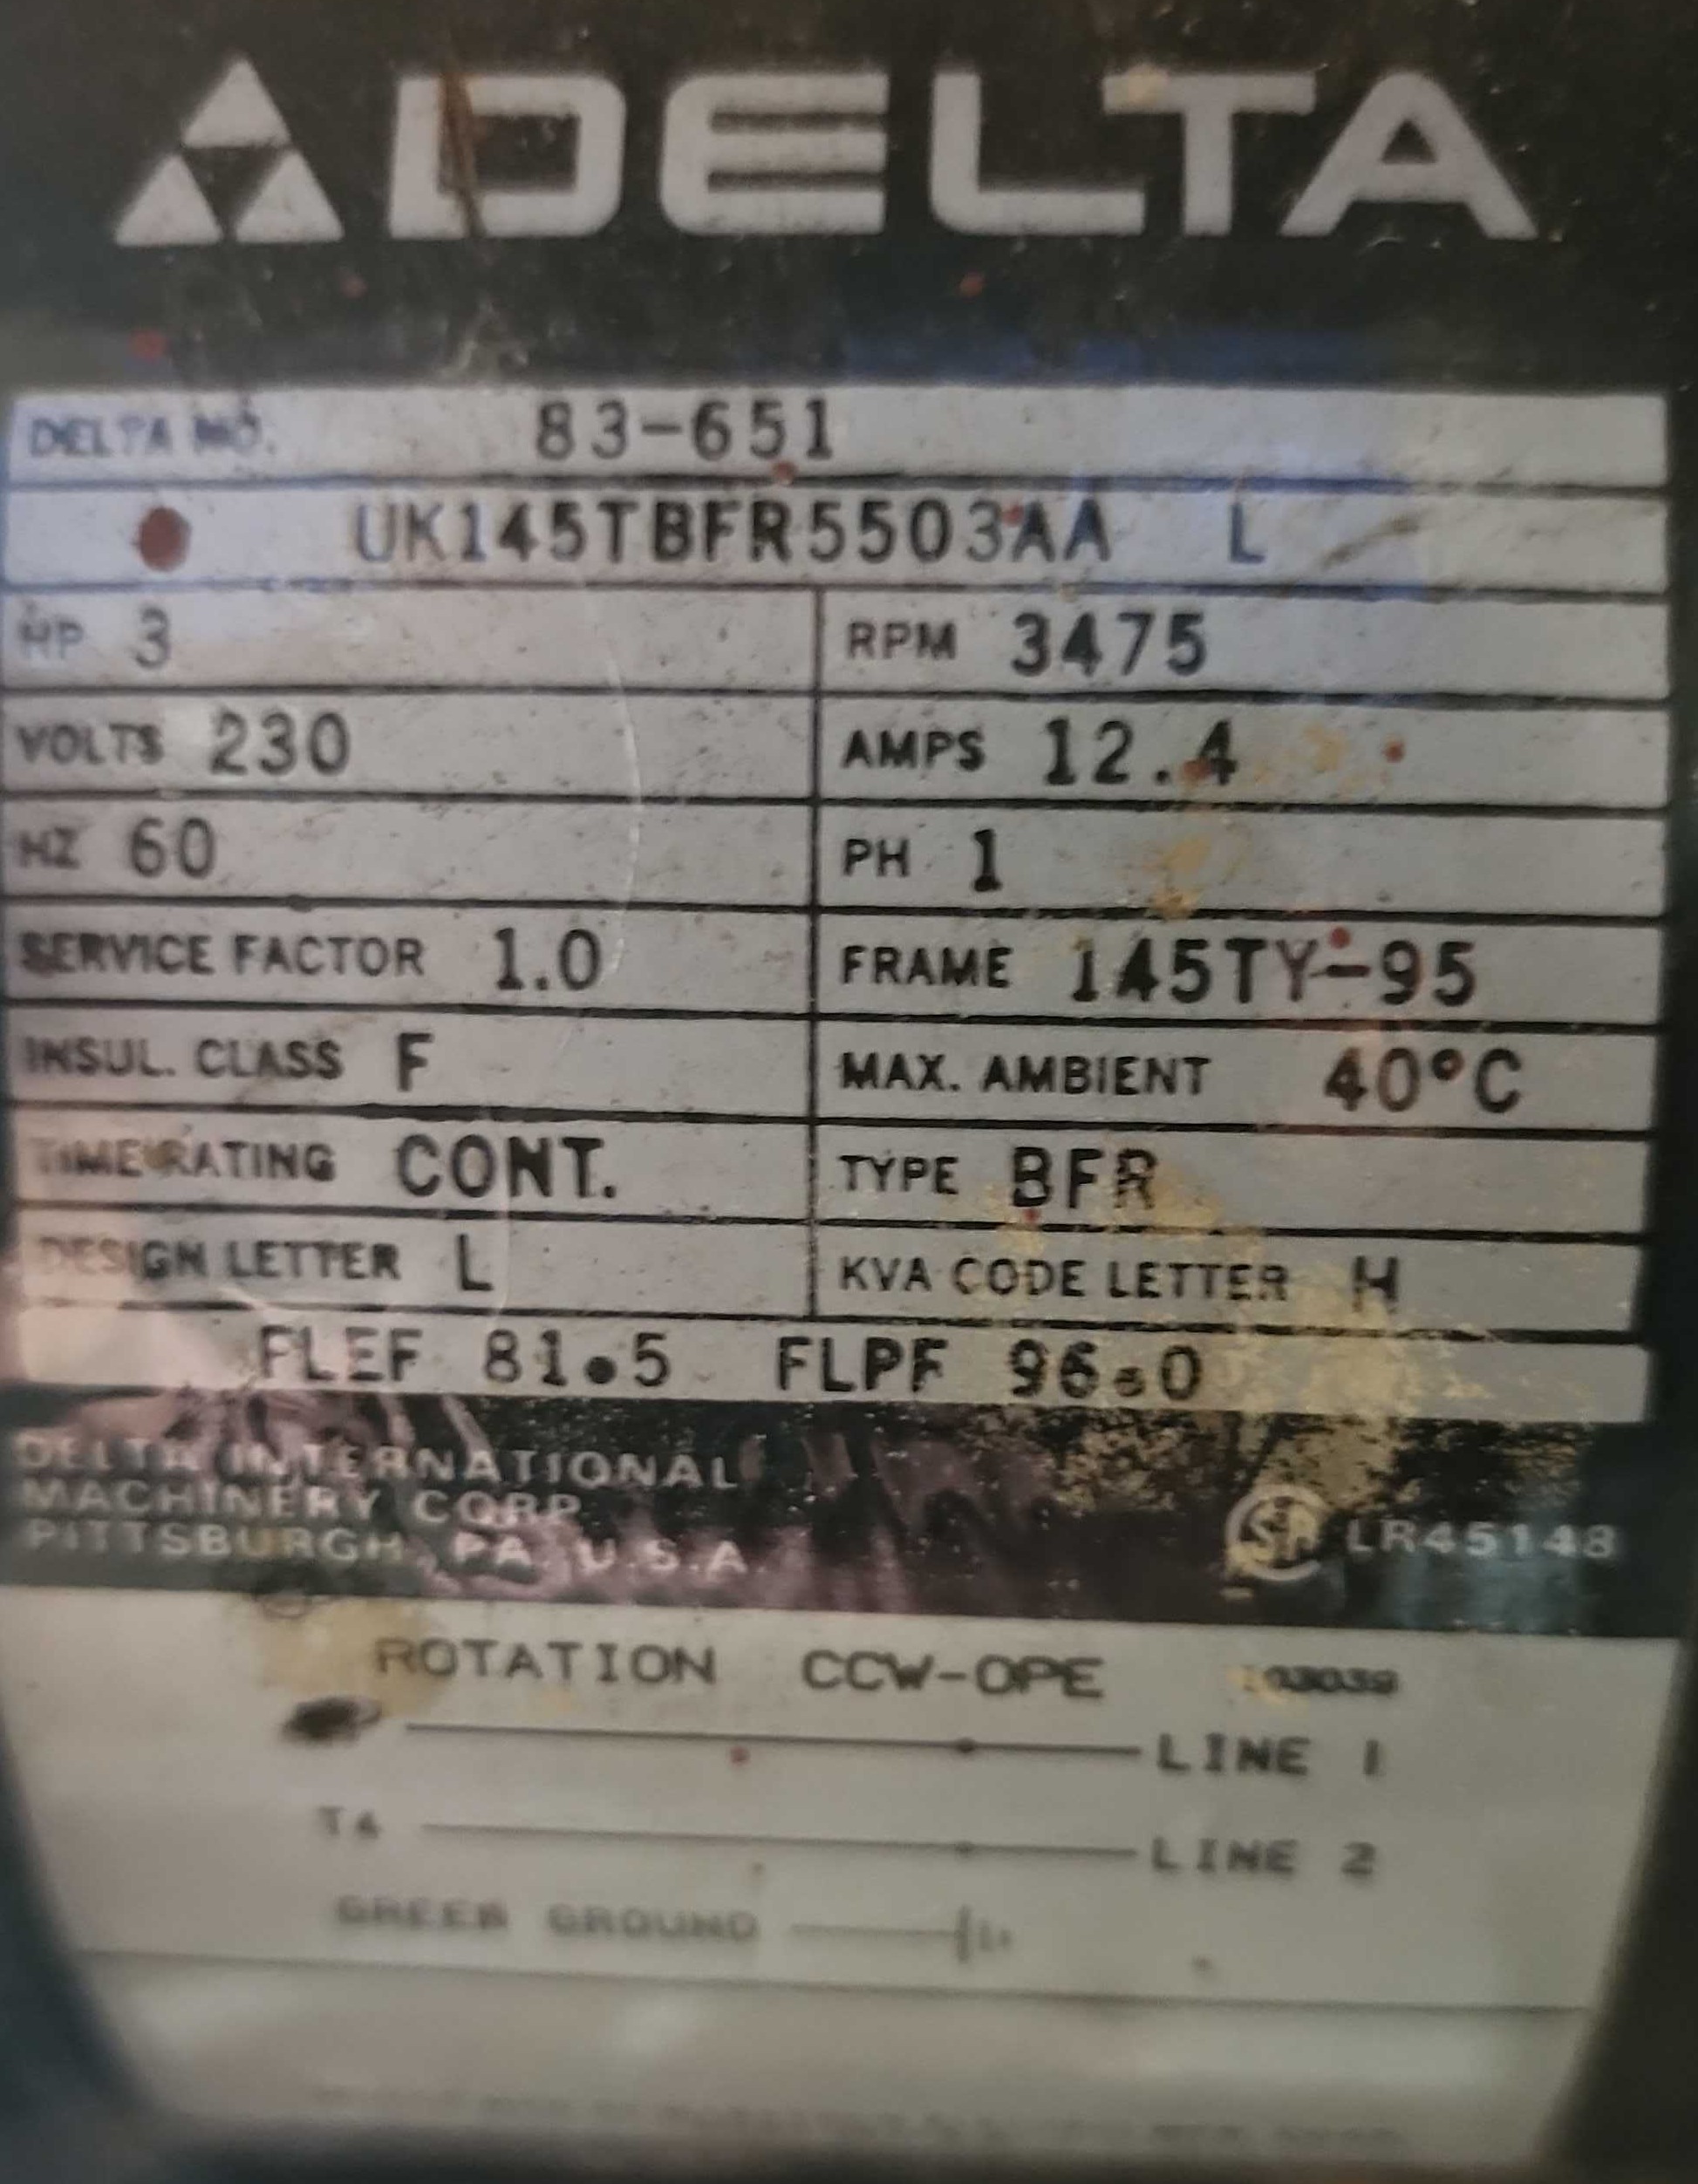 DELTA
DELTA NO. 83-651
UK145TBFR5503AA L
HP 3 RPM 3475
VOLTS 230 AMPS 12.4
HZ 60 PH 1
SERVICE FACTOR 1.0 FRAME 145TY-95
INSUL. CLASS F MAX. AMBIENT 40°C
TIME RATING CONT. TYPE BFR
DESIGN LETTER L KVA CODE LETTER H
FLEF 81.5 FLPF 96.0
DELTA INTERNATIONAL
MACHINERY CORP.
PITTSBURGH, PA. U.S.A.
LR45148
ROTATION CCW-OPE
LINE 1
T4 LINE 2
GREEN GROUND